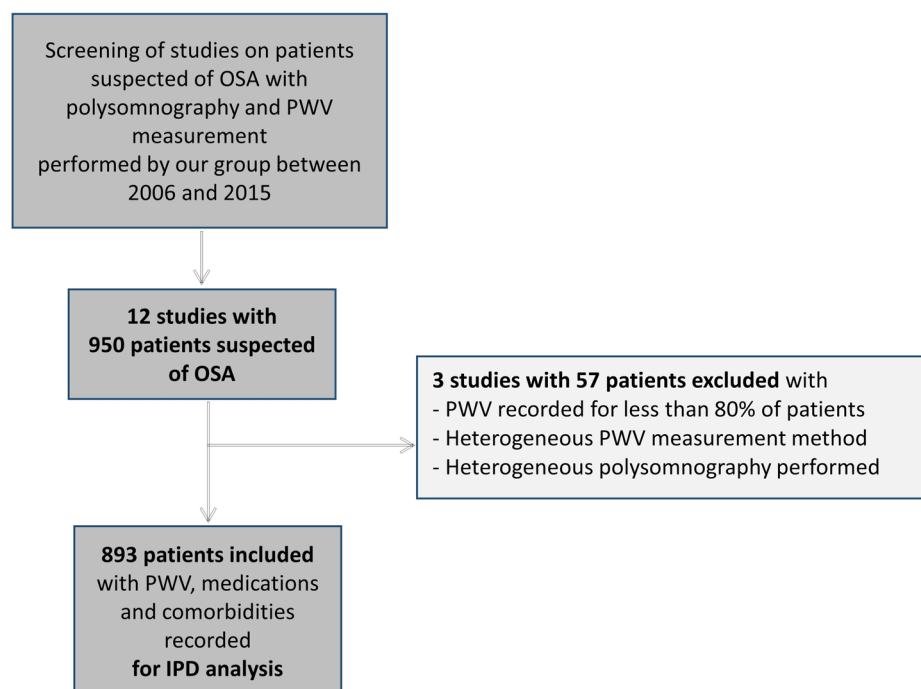 Screening of studies on patients
suspected of OSA with
polysomnography and PWV
measurement
performed by our group between
2006 and 2015
12 studies with
950 patients suspected
of OSA
3 studies with 57 patients excluded with
- PWV recorded for less than 80% of patients
- Heterogeneous PWV measurement method
- Heterogeneous polysomnography performed
893 patients included
with PWV, medications
and comorbidities
recorded
for IPD analysis